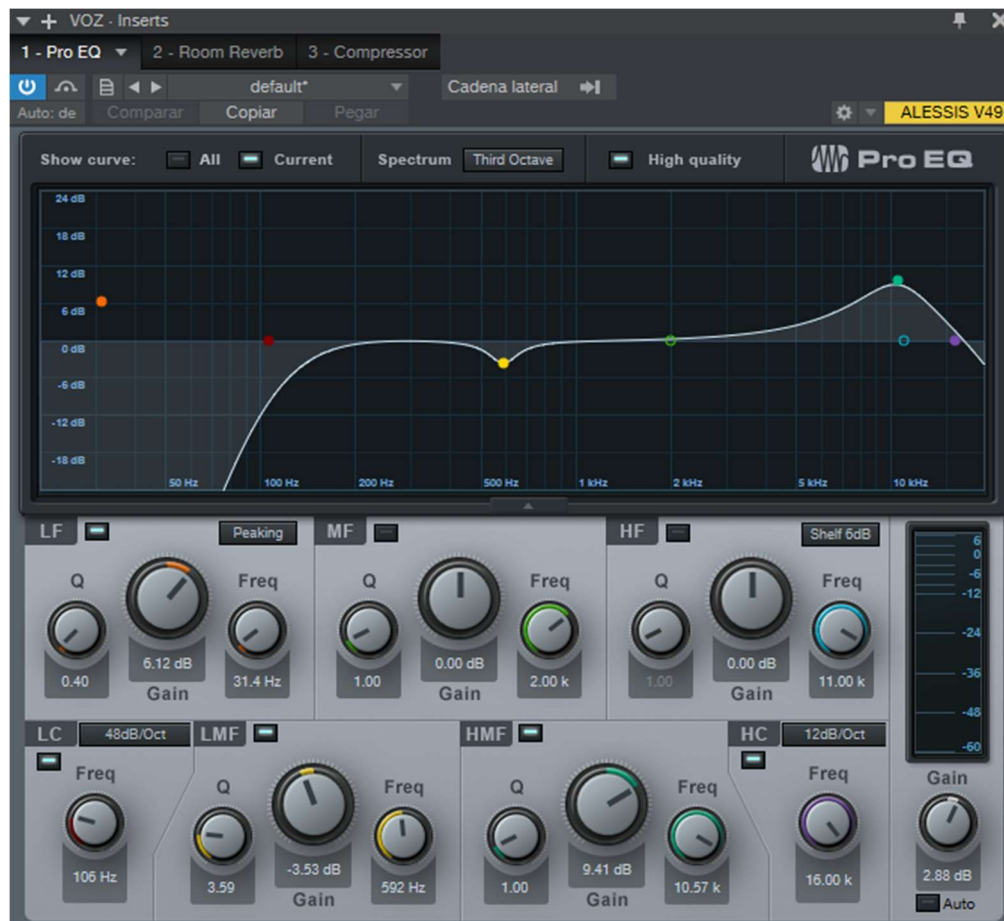 VOZ - Inserts
1 - Pro EQ 2 - Room Reverb 3 - Compressor
default* Cadena lateral
Auto: de Comparar Copiar Pegar ALESSIS V49
Show curve: All Current Spectrum Third Octave High quality Pro EQ
24 dB
18 dB
12 dB
6 dB
0 dB
-6 dB
-12 dB
-18 dB
50 Hz 100 Hz 200 Hz 500 Hz 1 kHz 2 kHz 5 kHz 10 kHz
LF Peaking MF HF Shelf 6dB
Q Freq Q Freq Q Freq
0.40 6.12 dB 31.4 Hz 1.00 0.00 dB 2.00 k 1.00 0.00 dB 11.00 k
Gain Gain Gain
6
0
-6
-12
-24
-36
-48
-60
LC 48dB/Oct LMF HMF HC 12dB/Oct
Freq Q Freq Q Freq Freq Gain
106 Hz 3.59 -3.53 dB 592 Hz 1.00 9.41 dB 10.57 k 16.00 k 2.88 dB
Gain Gain Auto